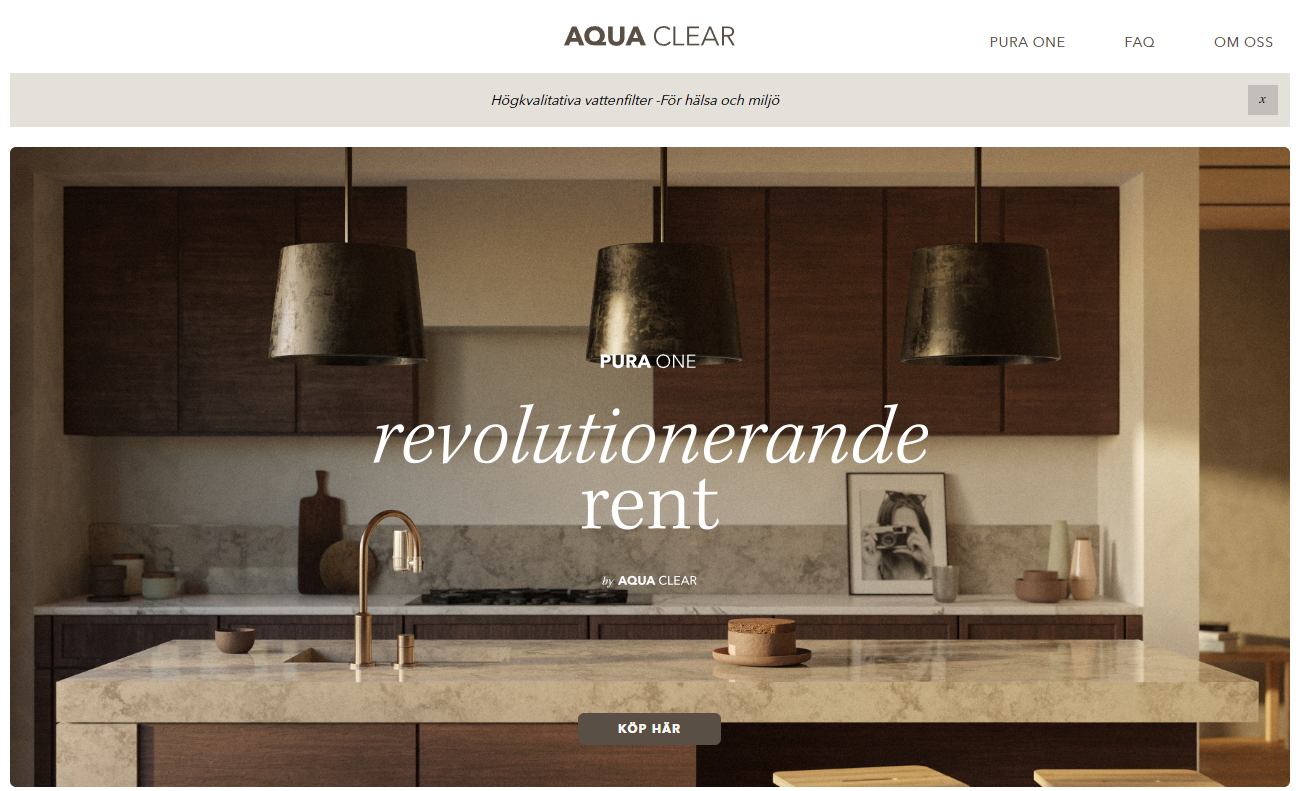 AQUA CLEAR
PURA ONE
FAQ
OM OSS
Högkvalitativa vattenfilter -För hälsa och miljö
x
PURA ONE
revolutionerande
rent
by AQUA CLEAR
KÖP HÄR